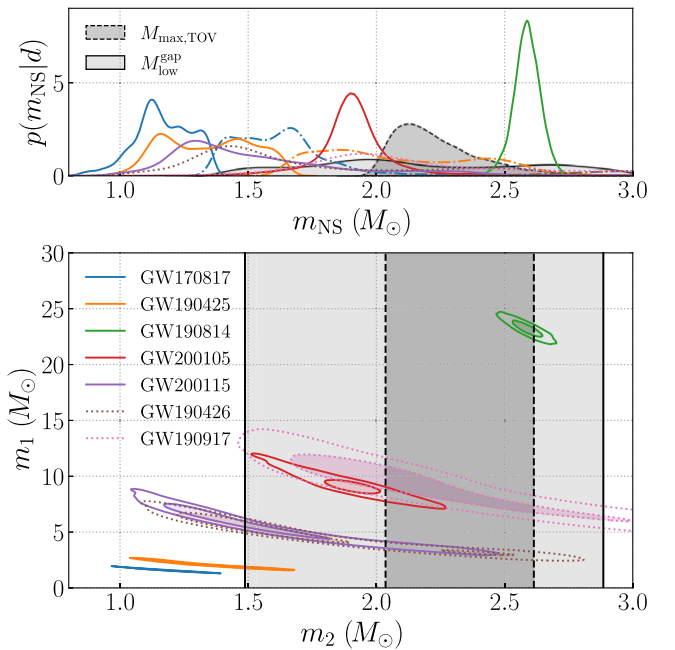 p(m_NS|d)
M_max,TOV
M_low^gap
5
0
1.0 1.5 2.0 2.5 3.0
m_NS (M_⊙)
m_1 (M_⊙)
30
25
20
15
10
5
0
GW170817
GW190425
GW190814
GW200105
GW200115
GW190426
GW190917
1.0 1.5 2.0 2.5 3.0
m_2 (M_⊙)